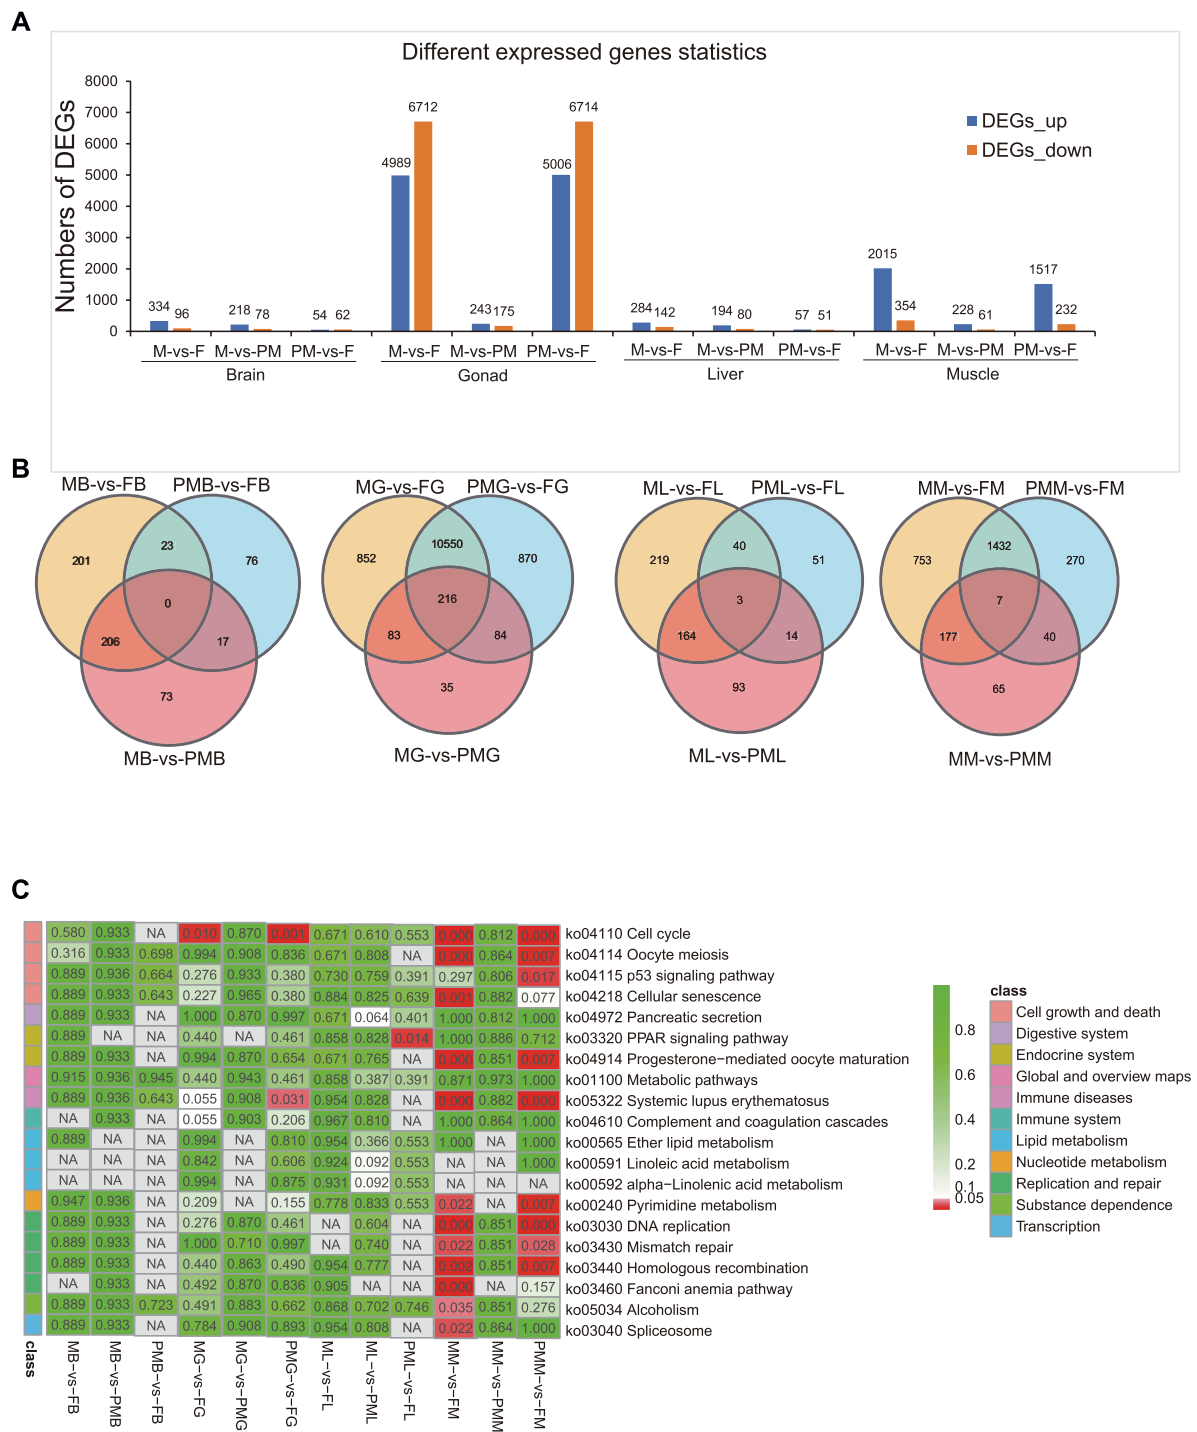 A
Different expressed genes statistics
Numbers of DEGs
8000
7000
6000
5000
4000
3000
2000
1000
0
DEGs_up
DEGs_down
334 96 218 78 54 62
4989 6712 243 175 5006 6714
284 142 194 80 57 51
2015 354 228 61 1517 232
M-vs-F M-vs-PM PM-vs-F M-vs-F M-vs-PM PM-vs-F M-vs-F M-vs-PM PM-vs-F M-vs-F M-vs-PM PM-vs-F
Brain Gonad Liver Muscle
B
MB-vs-FB PMB-vs-FB
201 23 76
0
206 17
73
MB-vs-PMB
MG-vs-FG PMG-vs-FG
852 10550 870
216
83 84
35
MG-vs-PMG
ML-vs-FL PML-vs-FL
219 40 51
3
164 14
93
ML-vs-PML
MM-vs-FM PMM-vs-FM
753 1432 270
7
177 40
65
MM-vs-PMM
C
0.580 0.933 NA 0.010 0.870 0.001 0.671 0.610 0.553 0.000 0.812 0.000 ko04110 Cell cycle
0.316 0.933 0.698 0.994 0.908 0.836 0.671 0.808 NA 0.000 0.864 0.007 ko04114 Oocyte meiosis
0.889 0.936 0.664 0.276 0.933 0.380 0.730 0.759 0.391 0.297 0.806 0.017 ko04115 p53 signaling pathway
0.889 0.933 0.643 0.227 0.965 0.380 0.884 0.825 0.639 0.001 0.882 0.077 ko04218 Cellular senescence
0.889 0.933 NA 1.000 0.870 0.997 0.671 0.064 0.401 1.000 0.812 1.000 ko04972 Pancreatic secretion
0.889 NA NA 0.440 NA 0.461 0.858 0.828 0.014 1.000 0.886 0.712 ko03320 PPAR signaling pathway
0.889 0.933 NA 0.994 0.870 0.654 0.671 0.765 NA 0.000 0.851 0.007 ko04914 Progesterone−mediated oocyte maturation
0.915 0.936 0.945 0.440 0.943 0.461 0.858 0.387 0.391 0.871 0.973 1.000 ko01100 Metabolic pathways
0.889 0.936 0.643 0.055 0.908 0.031 0.954 0.828 NA 0.000 0.882 0.000 ko05322 Systemic lupus erythematosus
NA 0.933 NA 0.055 0.903 0.206 0.967 0.810 NA 1.000 0.864 1.000 ko04610 Complement and coagulation cascades
0.889 NA NA 0.994 NA 0.810 0.954 0.366 0.553 1.000 NA 1.000 ko00565 Ether lipid metabolism
NA NA NA 0.842 NA 0.606 0.924 0.092 0.553 NA NA 1.000 ko00591 Linoleic acid metabolism
NA NA NA 0.994 NA 0.875 0.931 0.092 0.553 NA NA NA ko00592 alpha−Linolenic acid metabolism
0.947 0.936 NA 0.209 NA 0.155 0.778 0.833 0.553 0.022 NA 0.007 ko00240 Pyrimidine metabolism
0.889 0.933 NA 0.276 0.870 0.461 NA 0.604 NA 0.000 0.851 0.000 ko03030 DNA replication
0.889 0.933 NA 1.000 0.710 0.997 NA 0.740 NA 0.022 0.851 0.028 ko03430 Mismatch repair
0.889 0.933 NA 0.440 0.863 0.490 0.954 0.777 NA 0.002 0.851 0.007 ko03440 Homologous recombination
NA 0.933 NA 0.492 0.870 0.836 0.905 NA NA 0.000 NA 0.157 ko03460 Fanconi anemia pathway
0.889 0.933 0.723 0.491 0.883 0.662 0.868 0.702 0.746 0.035 0.851 0.276 ko05034 Alcoholism
0.889 0.933 NA 0.784 0.908 0.893 0.954 0.808 NA 0.022 0.864 1.000 ko03040 Spliceosome
class MB−vs−FB MB−vs−PMB PMB−vs−FB MG−vs−FG MG−vs−PMG PMG−vs−FG ML−vs−FL ML−vs−PML PML−vs−FL MM−vs−FM MM−vs−PMM PMM−vs−FM
0.8
0.6
0.4
0.2
0.1
0.05
class
Cell growth and death
Digestive system
Endocrine system
Global and overview maps
Immune diseases
Immune system
Lipid metabolism
Nucleotide metabolism
Replication and repair
Substance dependence
Transcription